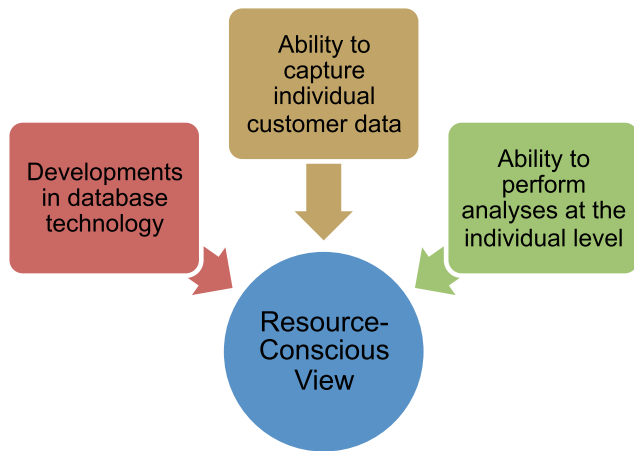 Ability to
capture
individual
customer data
Developments
in database
technology
Ability to
perform
analyses at the
individual level
Resource-
Conscious
View